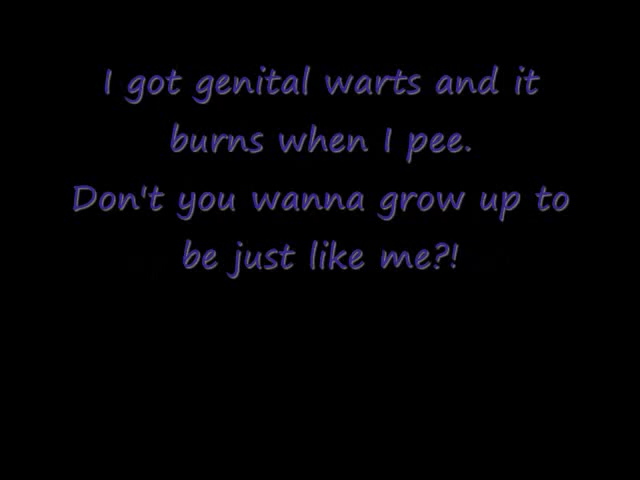 I got genital warts and it
burns when I pee.
Don't you wanna grow up to
be just like me?!